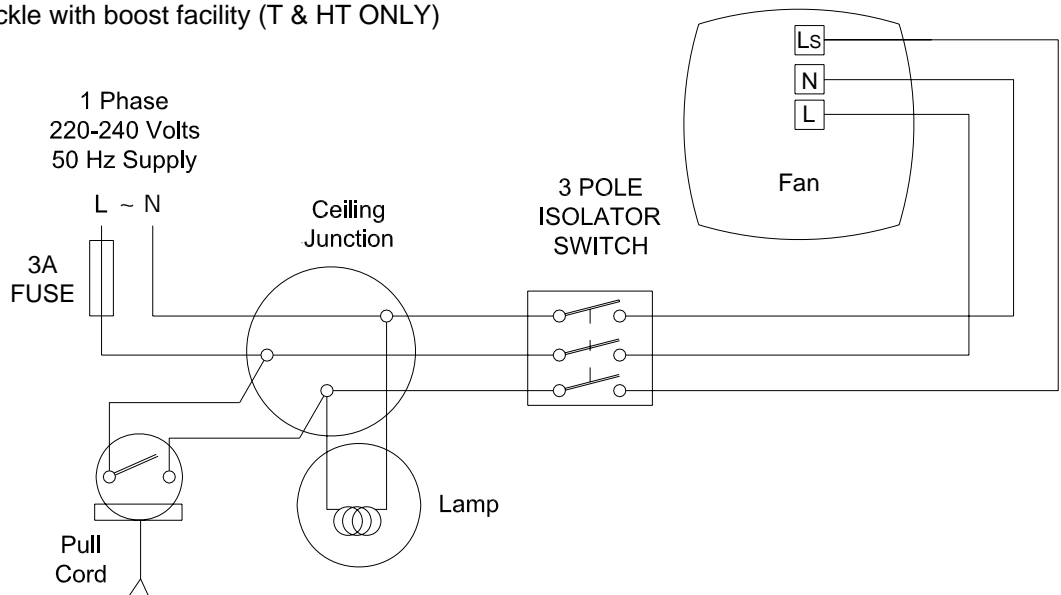 with boost facility (T & HT ONLY)
1 Phase
220-240 Volts
50 Hz Supply
L ~ N
3A
FUSE
Ceiling
Junction
3 POLE
ISOLATOR
SWITCH
Ls
N
L
Fan
Lamp
Pull
Cord